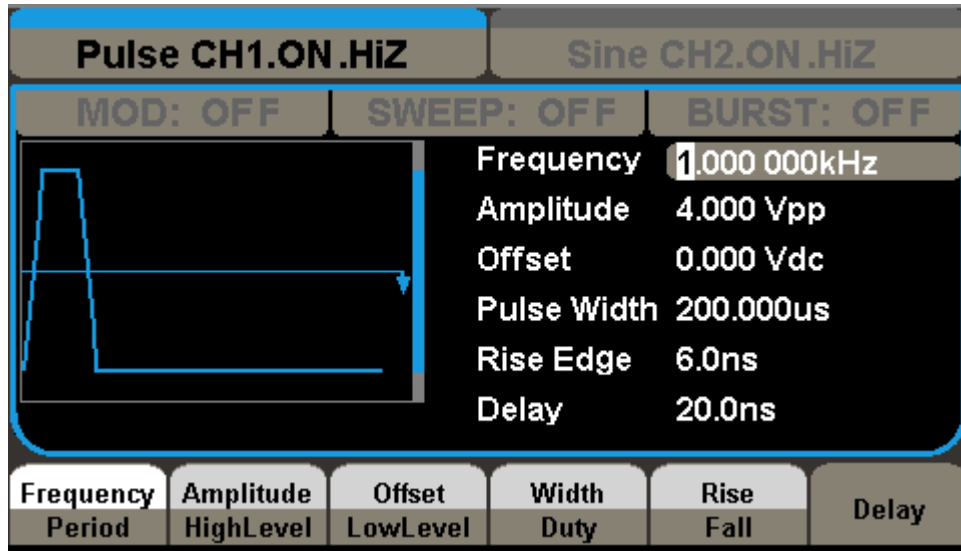 Pulse CH1.ON.HiZ Sine CH2.ON.HiZ
MOD: OFF SWEEP: OFF BURST: OFF
Frequency 1.000 000kHz
Amplitude 4.000 Vpp
Offset 0.000 Vdc
Pulse Width 200.000us
Rise Edge 6.0ns
Delay 20.0ns
Frequency Amplitude Offset Width Rise Delay
Period HighLevel LowLevel Duty Fall